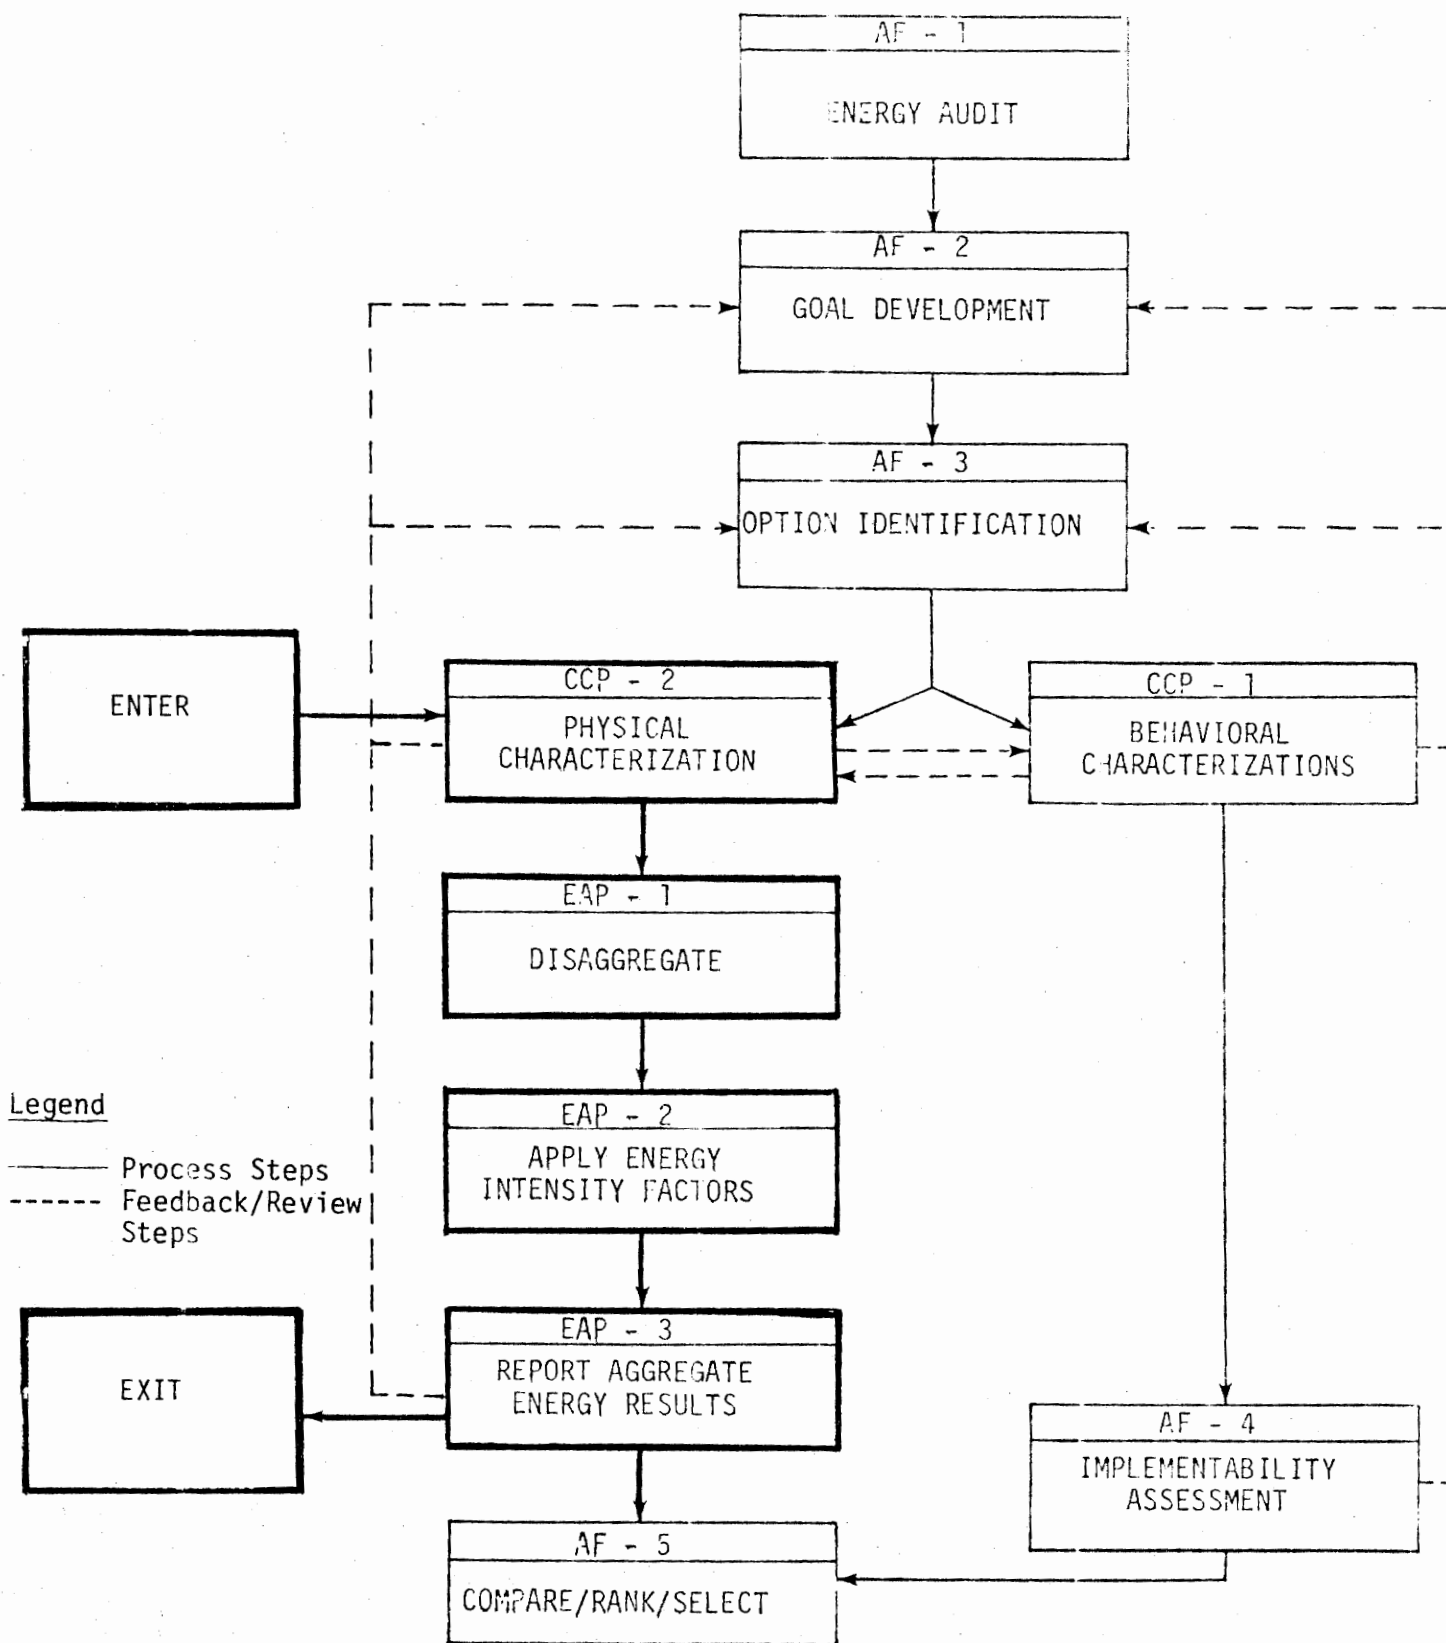 AF - 1
ENERGY AUDIT
AF - 2
GOAL DEVELOPMENT
AF - 3
OPTION IDENTIFICATION
ENTER
CCP - 2
PHYSICAL
CHARACTERIZATION
CCP - 1
BEHAVIORAL
CHARACTERIZATIONS
EAP - 1
DISAGGREGATE
Legend
Process Steps
Feedback/Review
Steps
EAP - 2
APPLY ENERGY
INTENSITY FACTORS
EXIT
EAP - 3
REPORT AGGREGATE
ENERGY RESULTS
AF - 4
IMPLEMENTABILITY
ASSESSMENT
AF - 5
COMPARE/RANK/SELECT